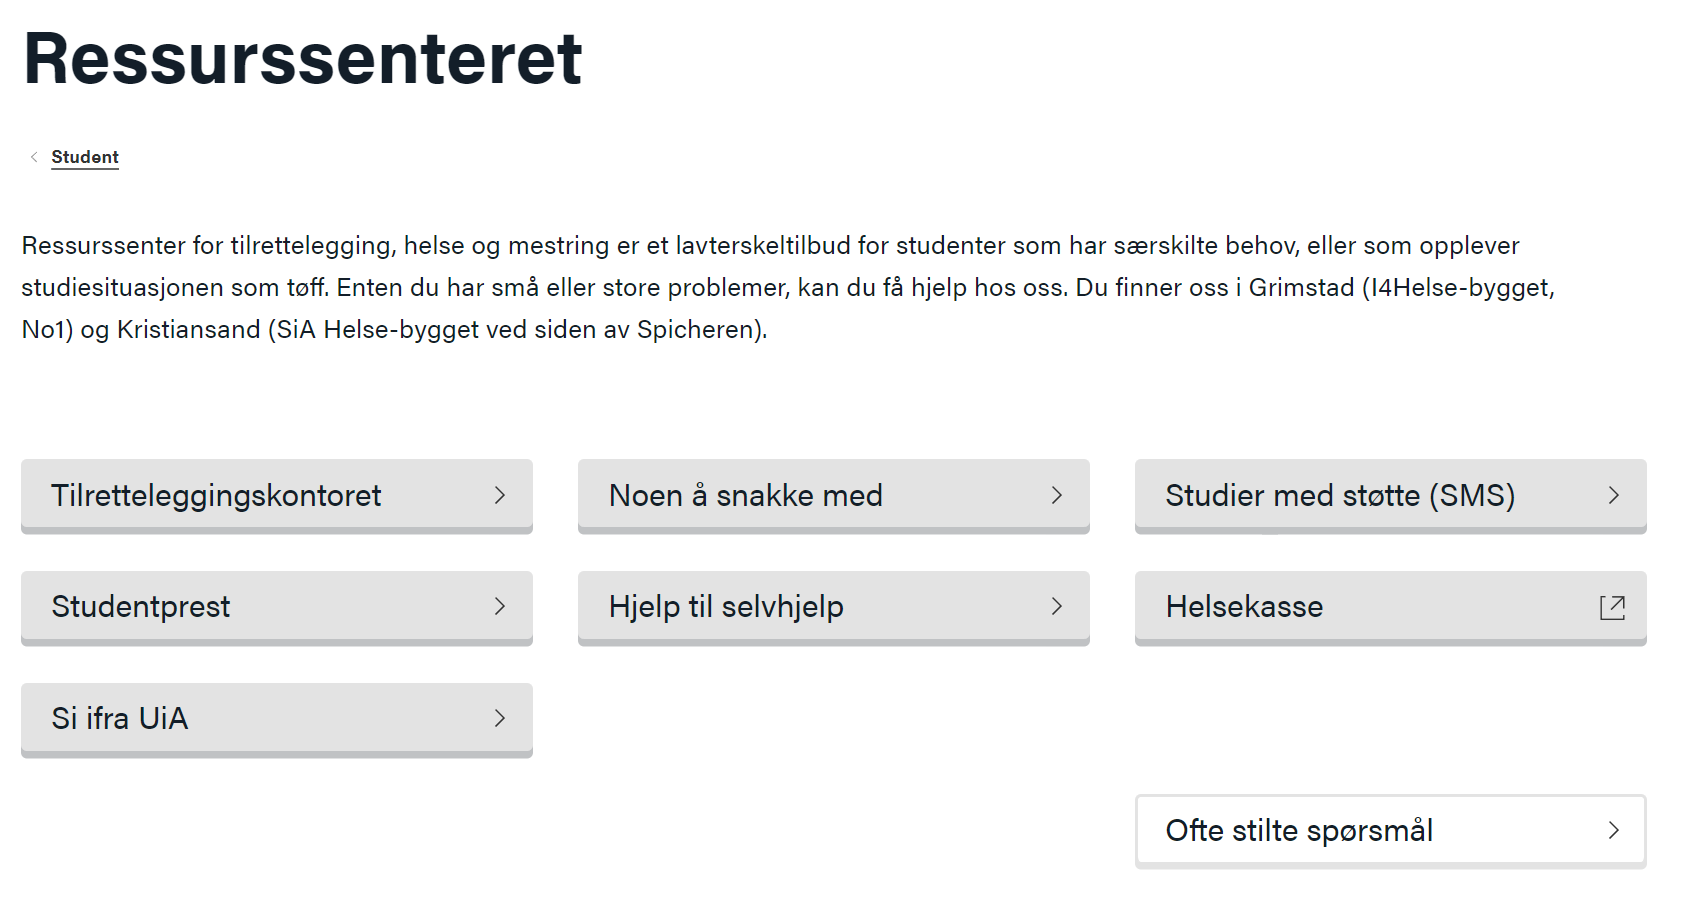 Ressurssenteret
Student
Ressurssenter for tilrettelegging, helse og mestring er et lavterskeltilbud for studenter som har særskilte behov, eller som opplever
studiesituasjonen som tøff. Enten du har små eller store problemer, kan du få hjelp hos oss. Du finner oss i Grimstad (I4Helse-bygget,
No1) og Kristiansand (SiA Helse-bygget ved siden av Spicheren).
Tilretteleggingskontoret
Noen å snakke med
Studier med støtte (SMS)
Studentprest
Hjelp til selvhjelp
Helsekasse
Si ifra UiA
Ofte stilte spørsmål